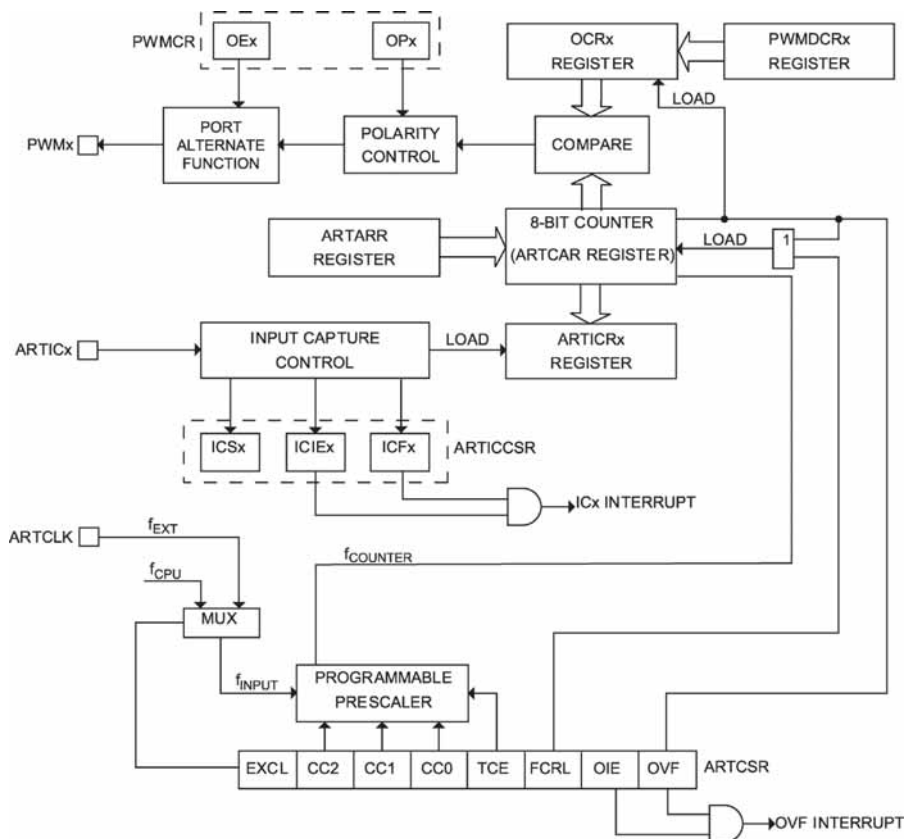 PWMCR
OEx
OPx
OCRx
REGISTER
PWMDCRx
REGISTER
LOAD
PWMx
PORT
ALTERNATE
FUNCTION
POLARITY
CONTROL
COMPARE
ARTARR
REGISTER
8-BIT COUNTER
(ARTCAR REGISTER)
LOAD
1
ARTICx
INPUT CAPTURE
CONTROL
LOAD
ARTICRx
REGISTER
ICSx
ICIEx
ICFx
ARTICCSR
ICx INTERRUPT
ARTCLK
fEXT
fCPU
fCOUNTER
MUX
fINPUT
PROGRAMMABLE
PRESCALER
EXCL
CC2
CC1
CC0
TCE
FCRL
OIE
OVF
ARTCSR
OVF INTERRUPT